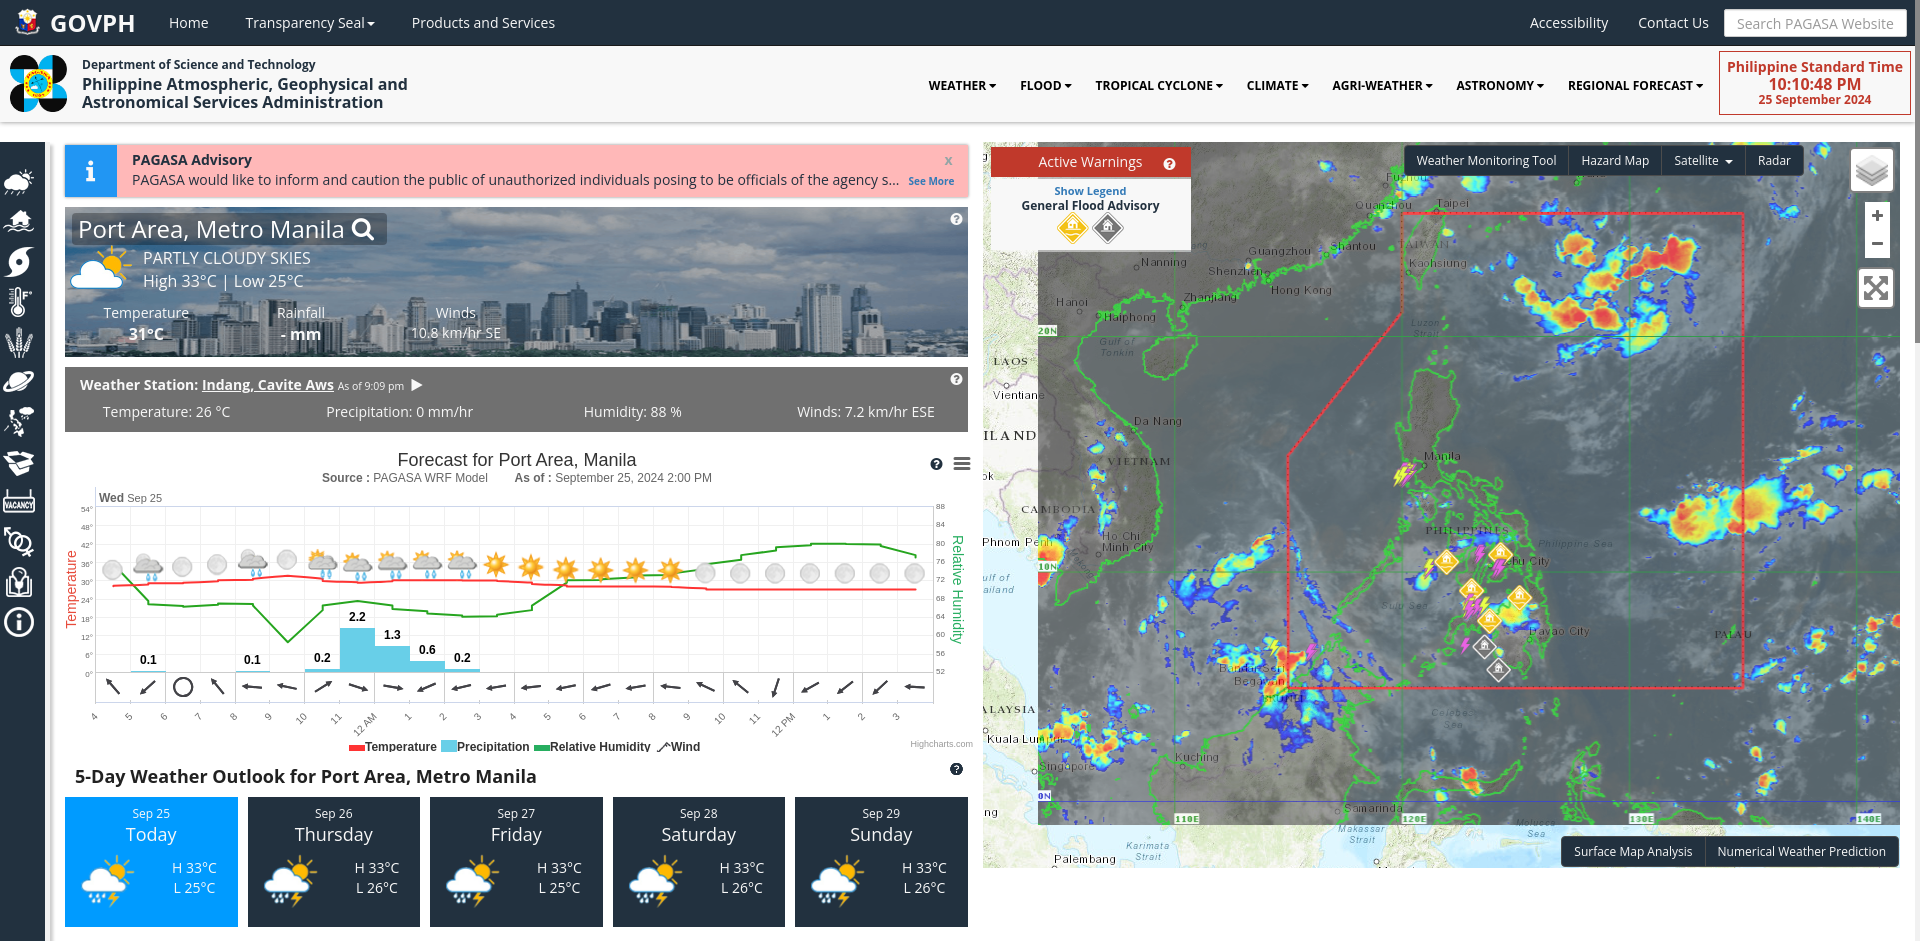 GOVPH
Home
Transparency Seal
Products and Services
Accessibility
Contact Us
Search PAGASA Website
Department of Science and Technology
Philippine Atmospheric, Geophysical and
Astronomical Services Administration
WEATHER
FLOOD
TROPICAL CYCLONE
CLIMATE
AGRI-WEATHER
ASTRONOMY
REGIONAL FORECAST
Philippine Standard Time
10:10:48 PM
25 September 2024
PAGASA Advisory
x
PAGASA would like to inform and caution the public of unauthorized individuals posing to be officials of the agency s...
See More
Port Area, Metro Manila
PARTLY CLOUDY SKIES
High 33°C | Low 25°C
Temperature
Rainfall
Winds
31°C
- mm
10.8 km/hr SE
Weather Station: Indang, Cavite Aws As of 9:09 pm
Temperature: 26 °C
Precipitation: 0 mm/hr
Humidity: 88 %
Winds: 7.2 km/hr ESE
VACANCY
Forecast for Port Area, Manila
Source : PAGASA WRF Model
As of : September 25, 2024 2:00 PM
Wed Sep 25
54°
48°
42°
36°
30°
24°
18°
12°
6°
0°
Temperature
88
84
80
76
72
68
64
60
56
52
Relative Humidity
0.1
0.1
0.2
2.2
1.3
0.6
0.2
4 5 6 7 8 9 10 11 12 AM 1 2 3 4 5 6 7 8 9 10 11 12 PM 1 2 3
Temperature
Precipitation
Relative Humidity
Wind
Highcharts.com
5-Day Weather Outlook for Port Area, Metro Manila
Sep 25
Today
H 33°C
L 25°C
Sep 26
Thursday
H 33°C
L 26°C
Sep 27
Friday
H 33°C
L 25°C
Sep 28
Saturday
H 33°C
L 26°C
Sep 29
Sunday
H 33°C
L 26°C
Active Warnings
Show Legend
General Flood Advisory
Weather Monitoring Tool
Hazard Map
Satellite
Radar
+
−
Taipei
Quanzhou
Shantou
TAIWAN
Guangzhou
Kaohsiung
Nanning
Shenzhen
Hong Kong
Zhanjiang
Hanoi
Haiphong
Luzon
Strait
20N
Gulf of
Tonkin
LAOS
Vientiane
Da Nang
ILAND
VIETNAM
Manila
CAMBODIA
PHILIPPINES
Phnom Penh
Ho Chi
Minh City
Philippine Sea
Cebu City
10N
ulf of
ailand
Sulu Sea
Davao City
PALAU
Bandar Seri
Begawan
BRUNEI
ALAYSIA
Celebes
Sea
Kuala Lumpur
Kuching
Singapore
0N
Samarinda
110E
120E
130E
140E
Makassar
Strait
Molucca
Sea
Karimata
Strait
Palembang
Surface Map Analysis
Numerical Weather Prediction